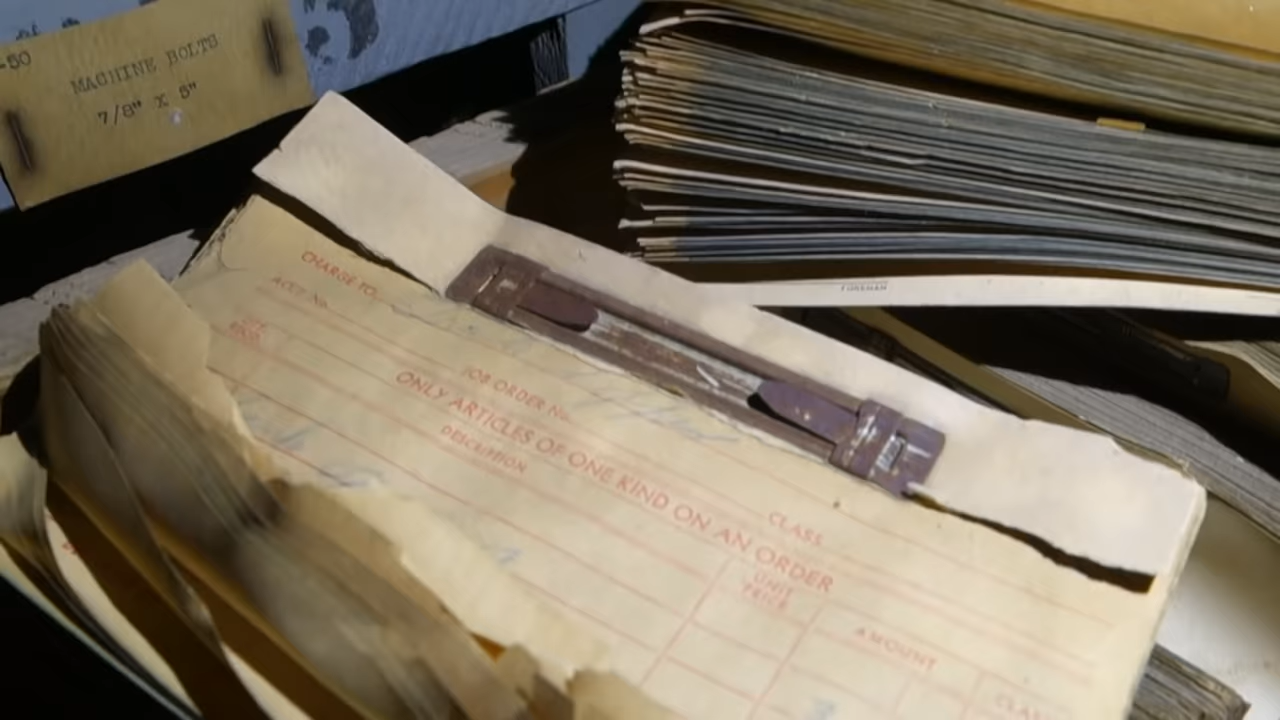 -50
MACHINE BOLTS
7/8" X 5"
FOREMAN
CHARGE TO
ACCT No.
JOB ORDER No.
CLASS
ONLY ARTICLES OF ONE KIND ON AN ORDER
DESCRIPTION
UNIT
PRICE
AMOUNT
CLASS